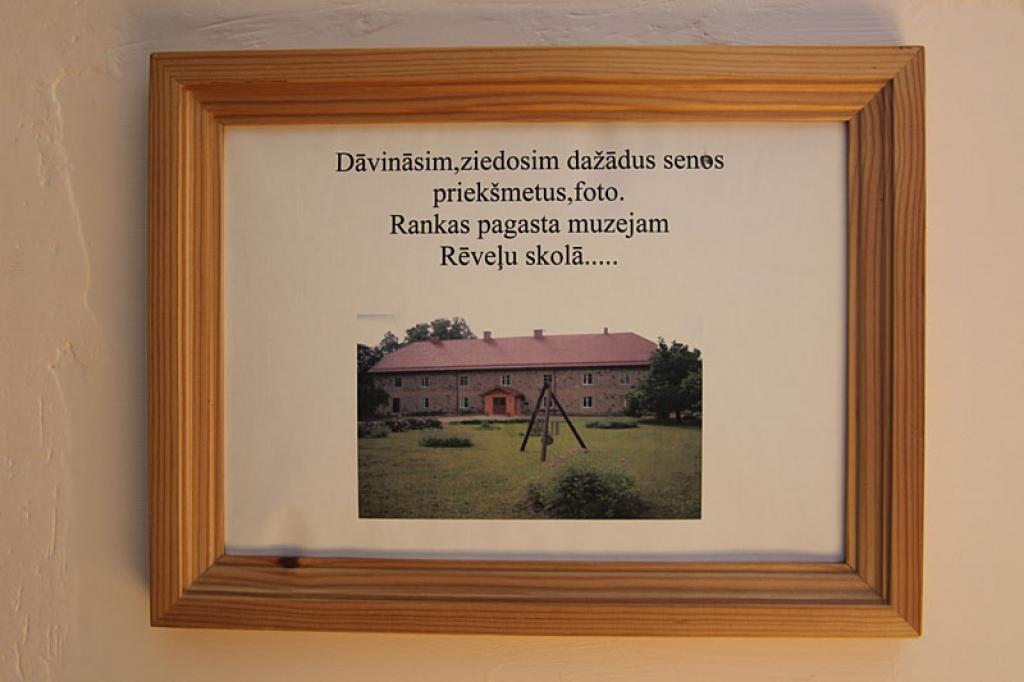 Dāvināsim,ziedosim dažādus senos
priekšmetus,foto.
Rankas pagasta muzejam
Rēveļu skolā.....